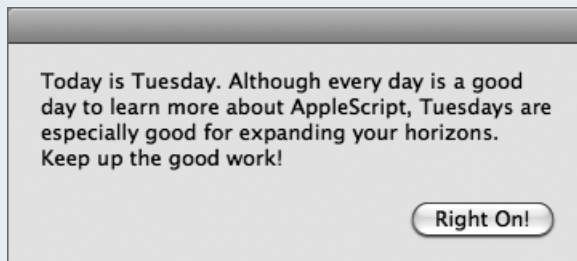 Today is Tuesday. Although every day is a good
day to learn more about AppleScript, Tuesdays are
especially good for expanding your horizons.
Keep up the good work!
Right On!